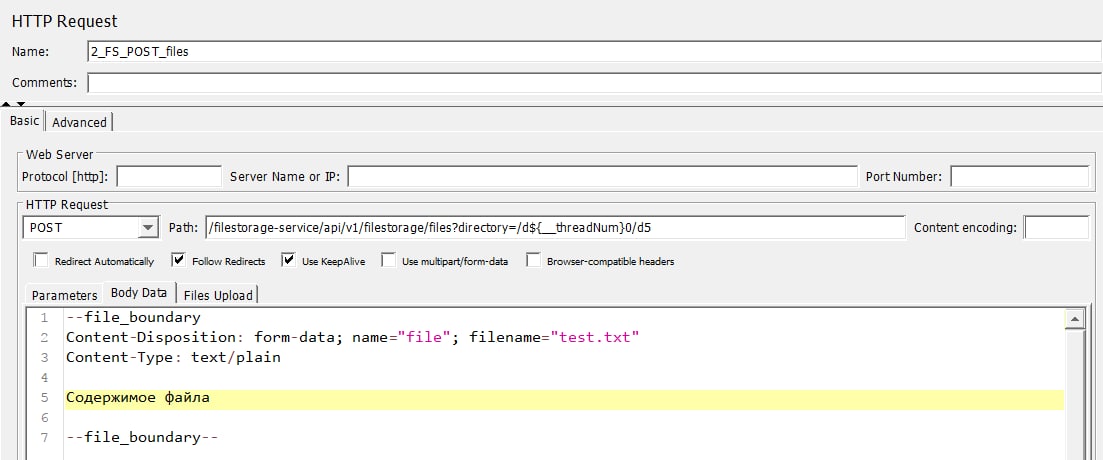 HTTP Request
Name: 2_FS_POST_files
Comments:
Basic Advanced
Web Server
Protocol [http]: Server Name or IP: Port Number:
HTTP Request
POST Path: /filestorage-service/api/v1/filestorage/files?directory=/d${__threadNum}0/d5 Content encoding:
Redirect Automatically Follow Redirects Use KeepAlive Use multipart/form-data Browser-compatible headers
Parameters Body Data Files Upload
1 --file_boundary
2 Content-Disposition: form-data; name="file"; filename="test.txt"
3 Content-Type: text/plain
4
5 Содержимое файла
6
7 --file_boundary--